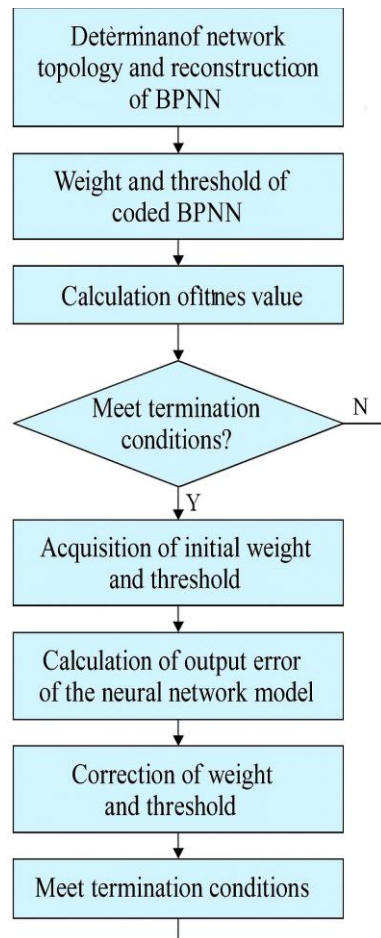 Determinanof network
topology and reconstructioon
of BPNN
Weight and threshold of
coded BPNN
Calculation ofitnes value
Meet termination
conditions?
N
Y
Acquisition of initial weight
and threshold
Calculation of output error
of the neural network model
Correction of weight
and threshold
Meet termination conditions